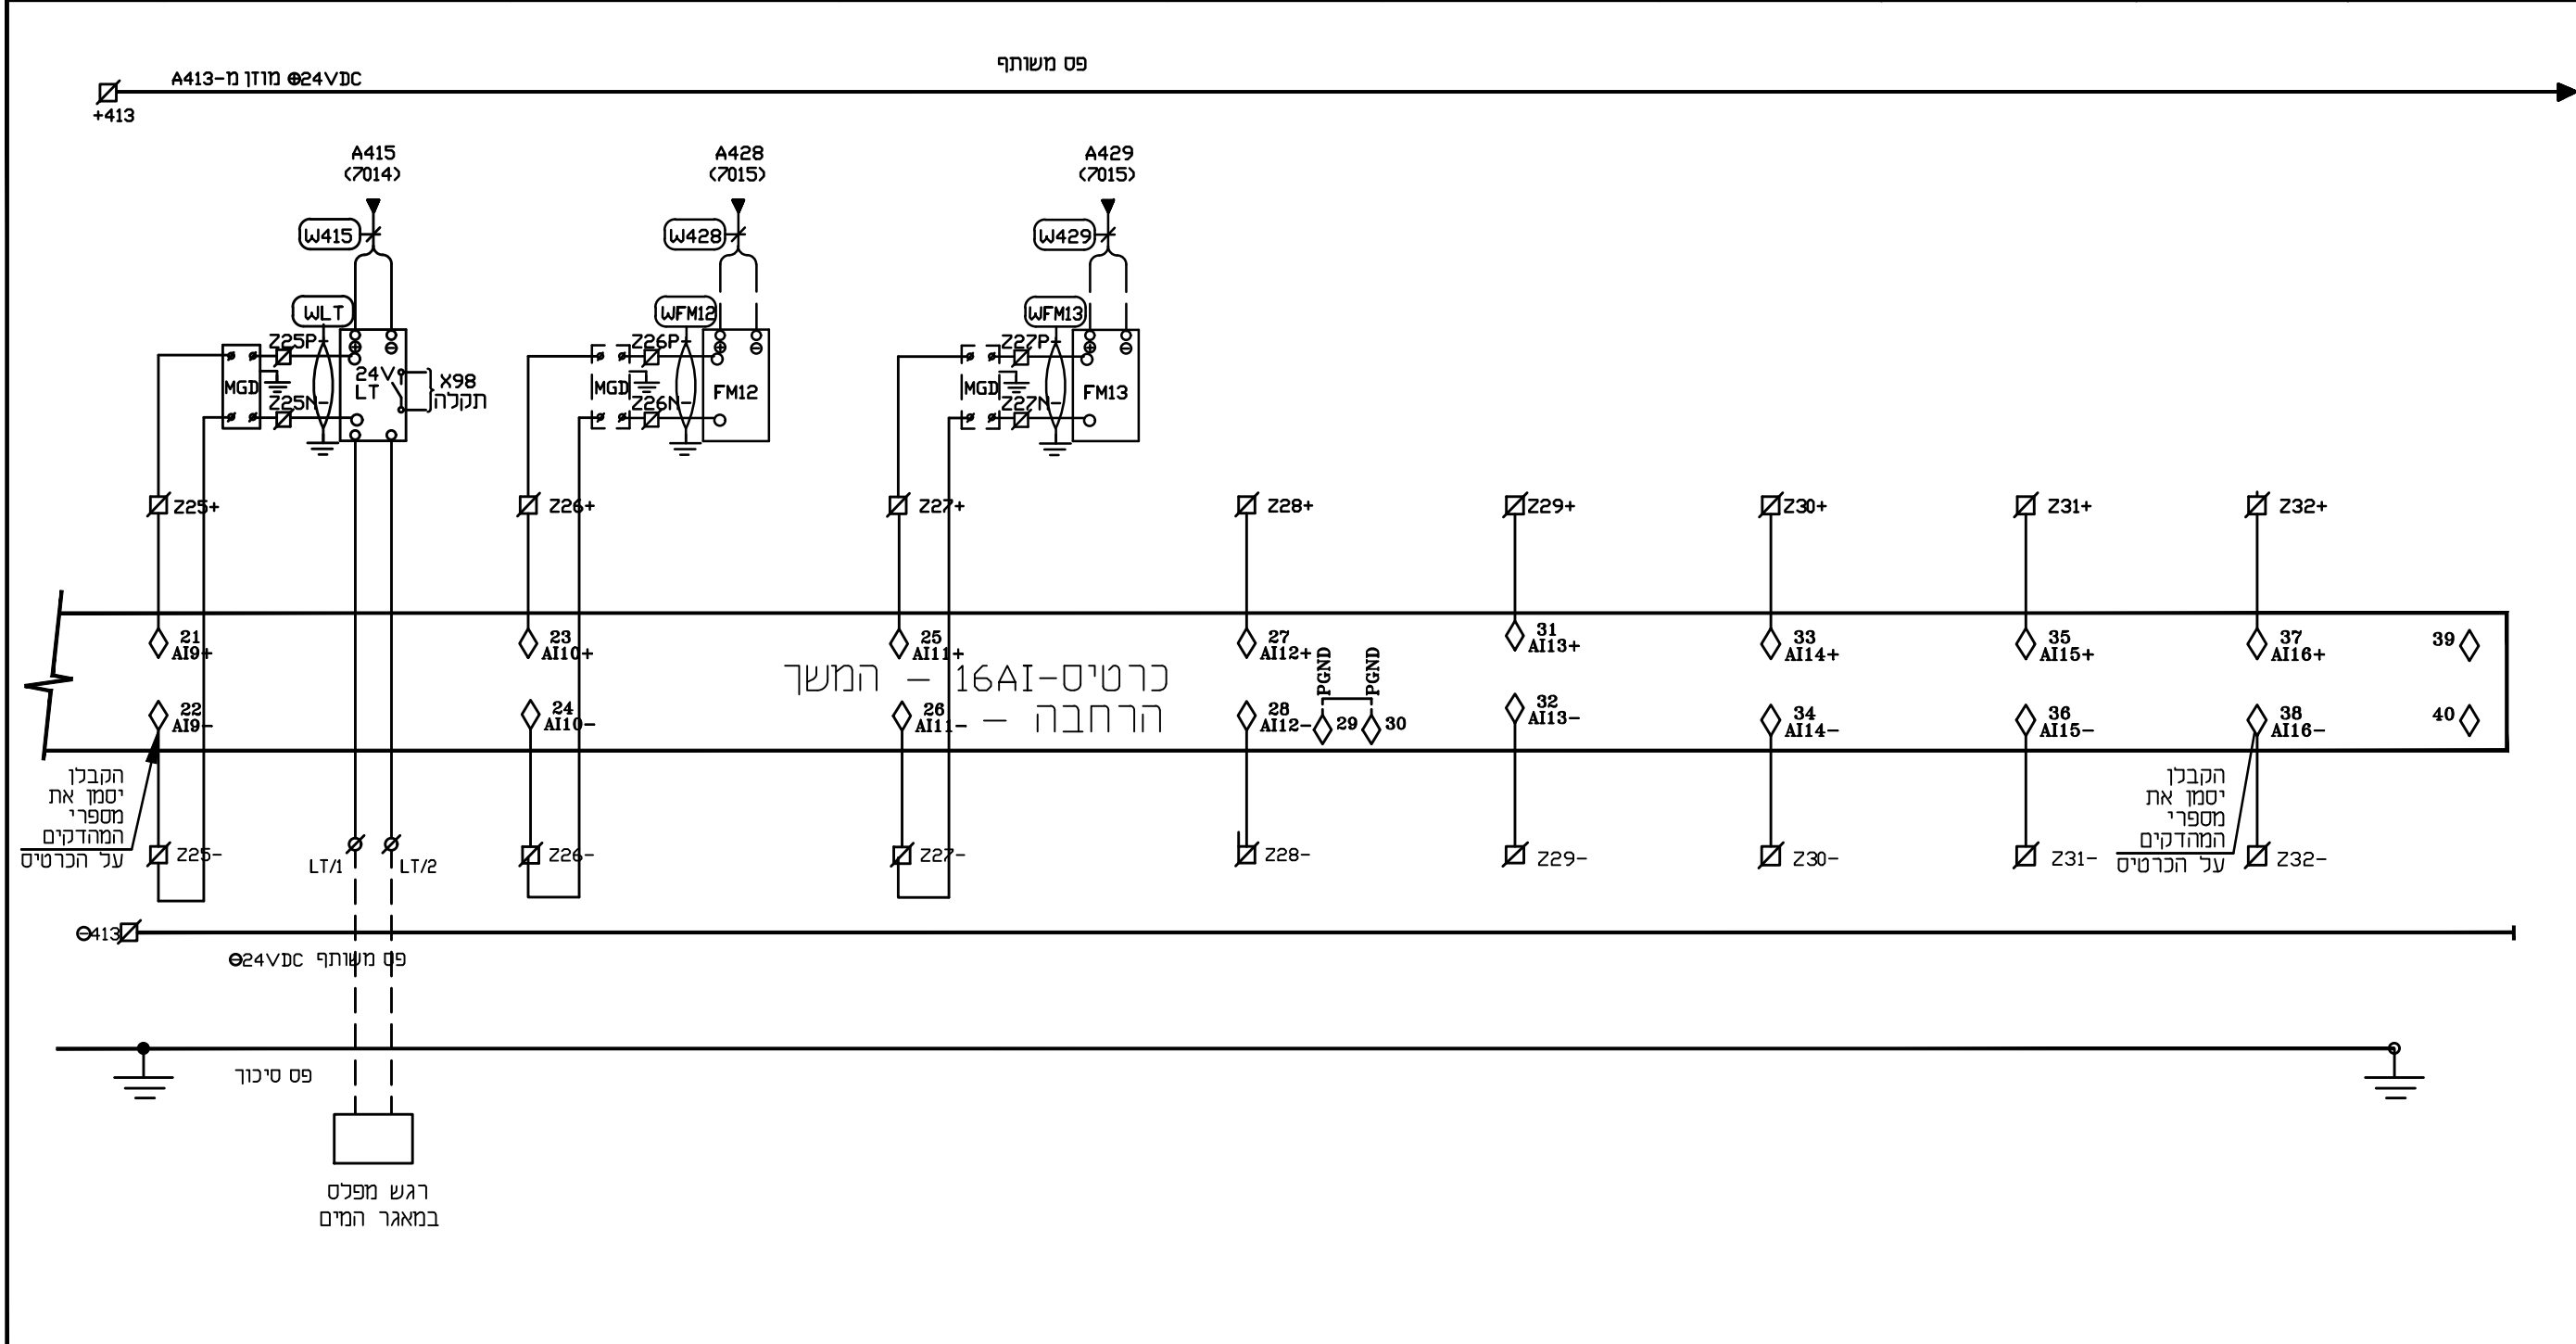 פס משותף
A413-מוזן מ ⊕24VDC
+413
A415
(7014)
A428
(7015)
A429
(7015)
W415
W428
W429
WLT
WFM12
WFM13
Z25P-
Z26P-
Z27P-
MGD
24V
LT
X98
תקלה
MGD
FM12
MGD
FM13
Z25N-
Z26N-
Z27N-
Z25+
Z26+
Z27+
Z28+
Z29+
Z30+
Z31+
Z32+
21
AI9+
23
AI10+
25
AI11+
27
AI12+
31
AI13+
33
AI14+
35
AI15+
37
AI16+
39
כרטיס-16AI - המשך
הרחבה -
PGND
PGND
22
AI9-
24
AI10-
26
AI11-
28
AI12-
29
30
32
AI13-
34
AI14-
36
AI15-
38
AI16-
40
הקבלן
יסמן את
מספרי
המהדקים
על הכרטיס
הקבלן
יסמן את
מספרי
המהדקים
על הכרטיס
Z25-
LT/1
LT/2
Z26-
Z27-
Z28-
Z29-
Z30-
Z31-
Z32-
⊖413
⊖24VDC פס משותף
פס סיכוך
רגש מפלס
במאגר המים